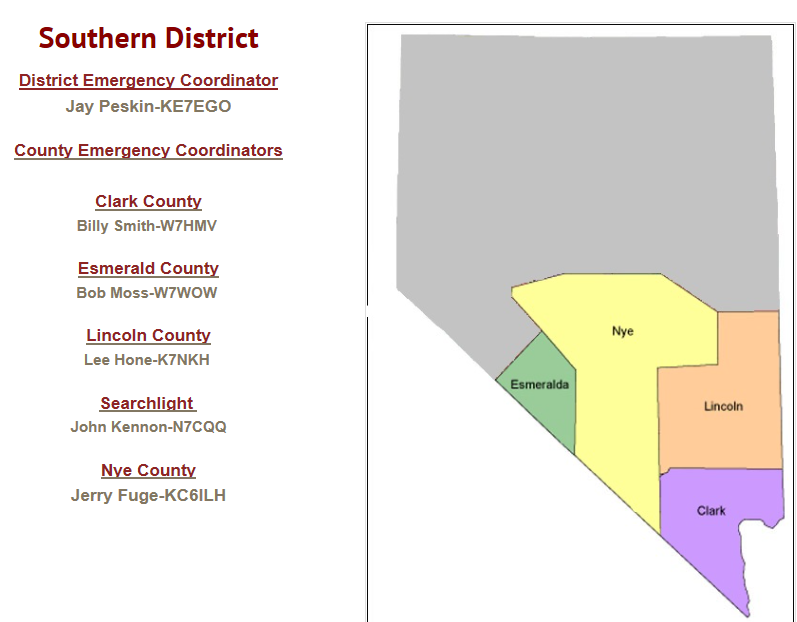 Southern District
District Emergency Coordinator
Jay Peskin-KE7EGO
County Emergency Coordinators
Clark County
Billy Smith-W7HMV
Esmerald County
Bob Moss-W7WOW
Lincoln County
Lee Hone-K7NKH
Searchlight
John Kennon-N7CQQ
Nye County
Jerry Fuge-KC6ILH
Nye
Esmeralda
Lincoln
Clark